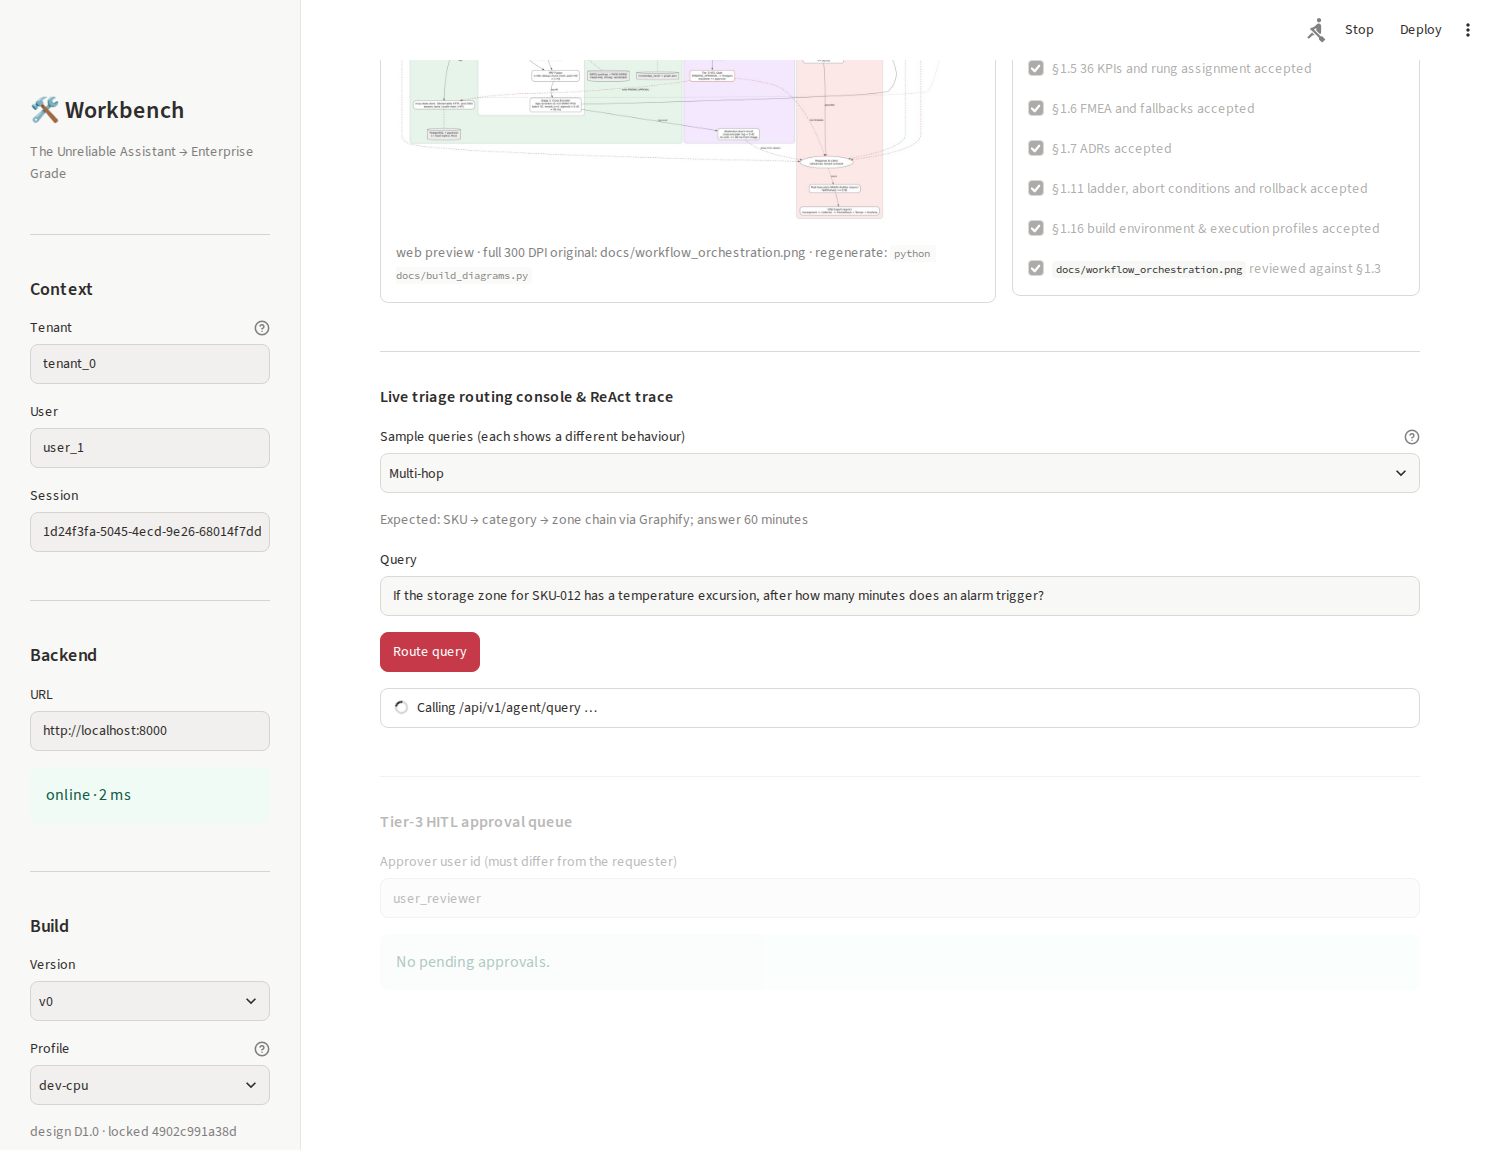 Stop
Deploy
🛠️ Workbench
The Unreliable Assistant → Enterprise
Grade
Context
Tenant
tenant_0
User
user_1
Session
1d24f3fa-5045-4ecd-9e26-68014f7dd
Backend
URL
http://localhost:8000
online · 2 ms
Build
Version
v0
Profile
dev-cpu
design D1.0 · locked 4902c991a38d
web preview · full 300 DPI original: docs/workflow_orchestration.png · regenerate: python
docs/build_diagrams.py
§1.5 36 KPIs and rung assignment accepted
§1.6 FMEA and fallbacks accepted
§1.7 ADRs accepted
§1.11 ladder, abort conditions and rollback accepted
§1.16 build environment & execution profiles accepted
docs/workflow_orchestration.png reviewed against §1.3
Live triage routing console & ReAct trace
Sample queries (each shows a different behaviour)
Multi-hop
Expected: SKU → category → zone chain via Graphify; answer 60 minutes
Query
If the storage zone for SKU-012 has a temperature excursion, after how many minutes does an alarm trigger?
Route query
Calling /api/v1/agent/query …
Tier-3 HITL approval queue
Approver user id (must differ from the requester)
user_reviewer
No pending approvals.